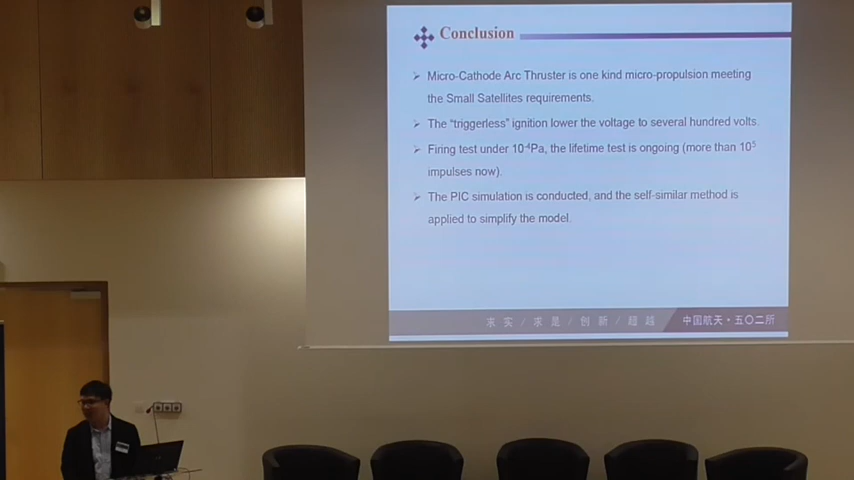 Conclusion
Micro-Cathode Arc Thruster is one kind micro-propulsion meeting
the Small Satellites requirements.
The “triggerless” ignition lower the voltage to several hundred volts.
Firing test under 10⁻⁴Pa, the lifetime test is ongoing (more than 10⁵
impulses now).
The PIC simulation is conducted, and the self-similar method is
applied to simplify the model.
求实 / 求是 / 创新 / 超越 中国航天·五〇二所